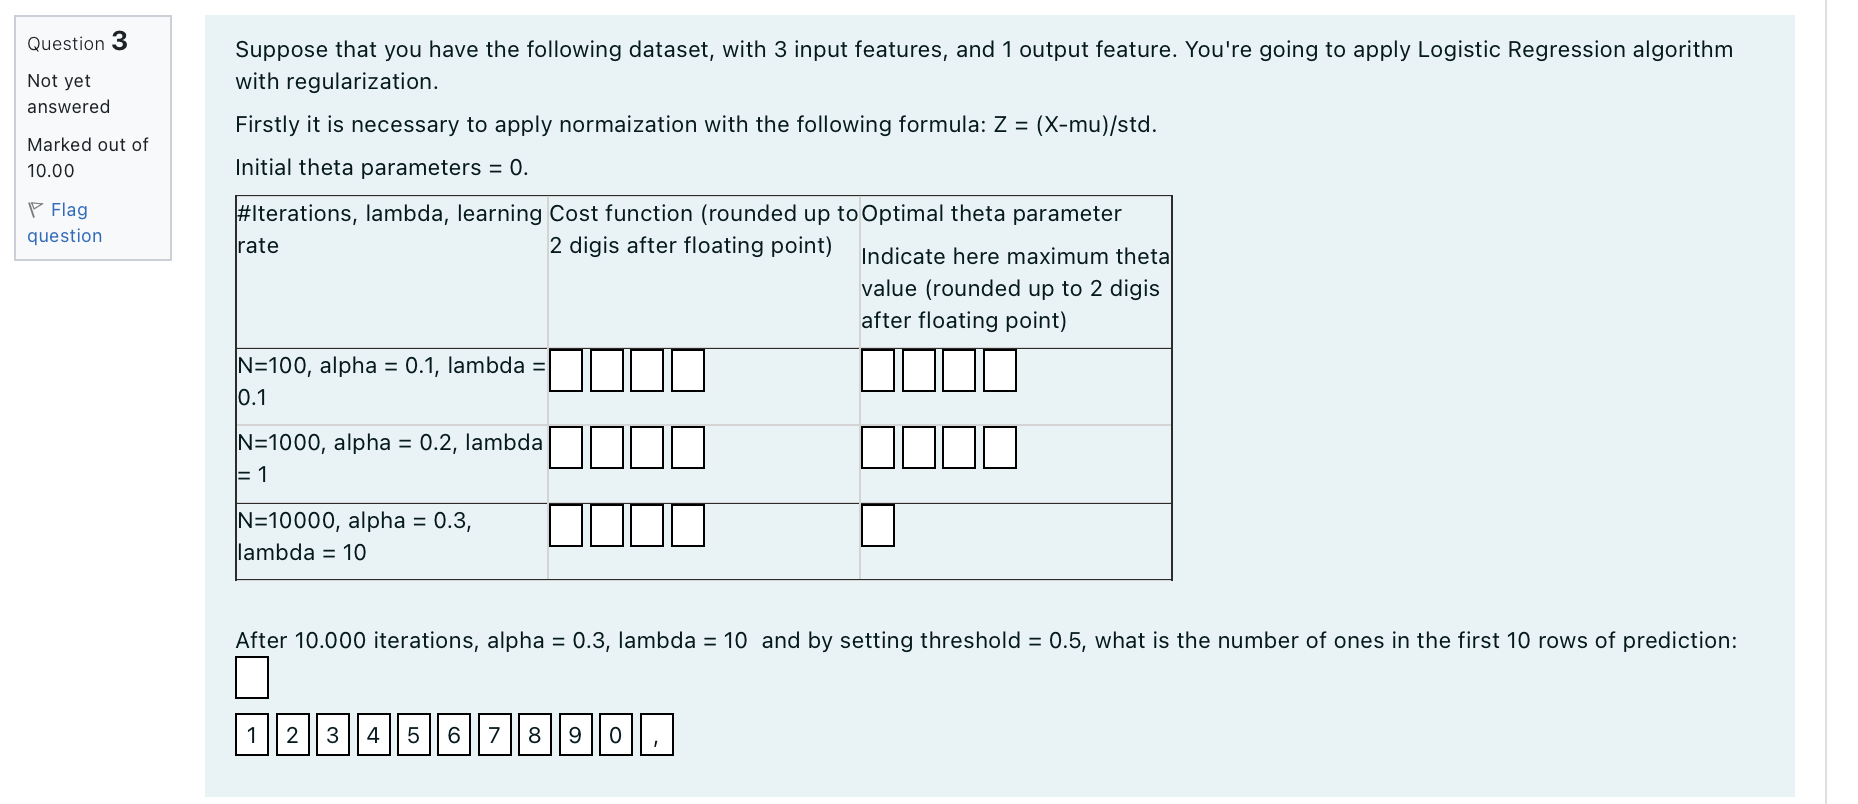 Question 3
Not yet
answered
Marked out of
10.00
Flag
question
Suppose that you have the following dataset, with 3 input features, and 1 output feature. You're going to apply Logistic Regression algorithm
with regularization.
Firstly it is necessary to apply normaization with the following formula: Z = (X-mu)/std.
Initial theta parameters = 0.
#Iterations, lambda, learning
rate
Cost function (rounded up to
2 digis after floating point)
Optimal theta parameter
Indicate here maximum theta
value (rounded up to 2 digis
after floating point)
N=100, alpha = 0.1, lambda =
0.1
N=1000, alpha = 0.2, lambda
= 1
N=10000, alpha = 0.3,
lambda = 10
After 10.000 iterations, alpha = 0.3, lambda = 10  and by setting threshold = 0.5, what is the number of ones in the first 10 rows of prediction:
1 2 3 4 5 6 7 8 9 0 ,